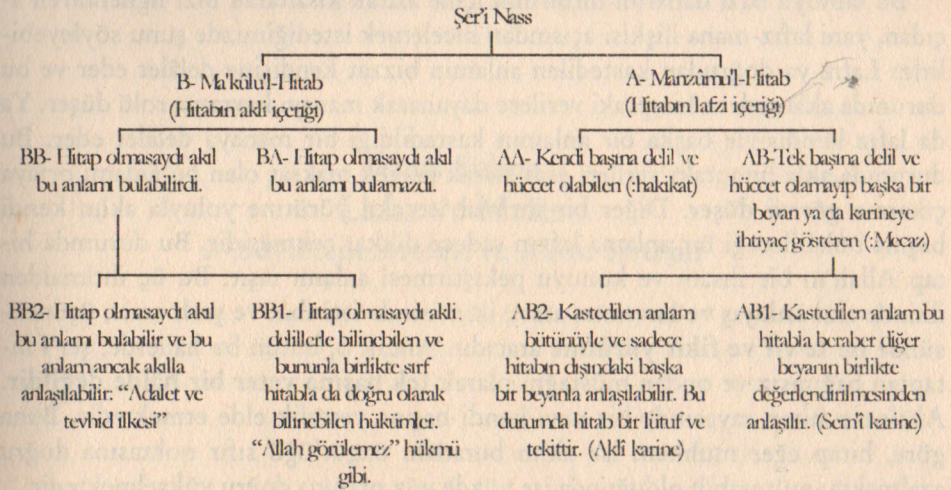 Şer'i Nass
B- Ma'kûlu'l-Hitab
(Hitabın akli içeriği)
A- Manzumu'l-Hitab
(Hitabın lafzi içeriği)
BB- Hitap olmasaydı akıl
bu anlamı bulabilirdi.
BA- Hitap olmasaydı akıl
bu anlamı bulamazdı.
AA- Kendi başına delil ve
hüccet olabilen (:hakikat)
AB-Tek başına delil ve
hüccet olamayıp başka bir
beyan ya da karineye
ihtiyaç gösteren (:Mecaz)
BB2- Hitap olmasaydı akıl
bu anlamı bulabilir ve bu
anlam ancak akılla
anlaşılabilir: "Adalet ve
tevhid ilkesi"
BB1- Hitap olmasaydı akli
delillerle bilinebilen ve
bununla birlikte sırf
hitabla da doğru olarak
bilinebilen hükümler.
"Allah görülemez" hükmü
gibi.
AB2- Kastedilen anlam
bütünüyle ve sadece
hitabın dışındaki başka
bir beyanla anlaşılabilir. Bu
durumda hitab bir lütuf ve
tekittir. (Akli karine)
AB1- Kastedilen anlam bu
hitabla beraber diğer
beyanın birlikte
değerlendirilmesinden
anlaşılır. (Sem'î karine)